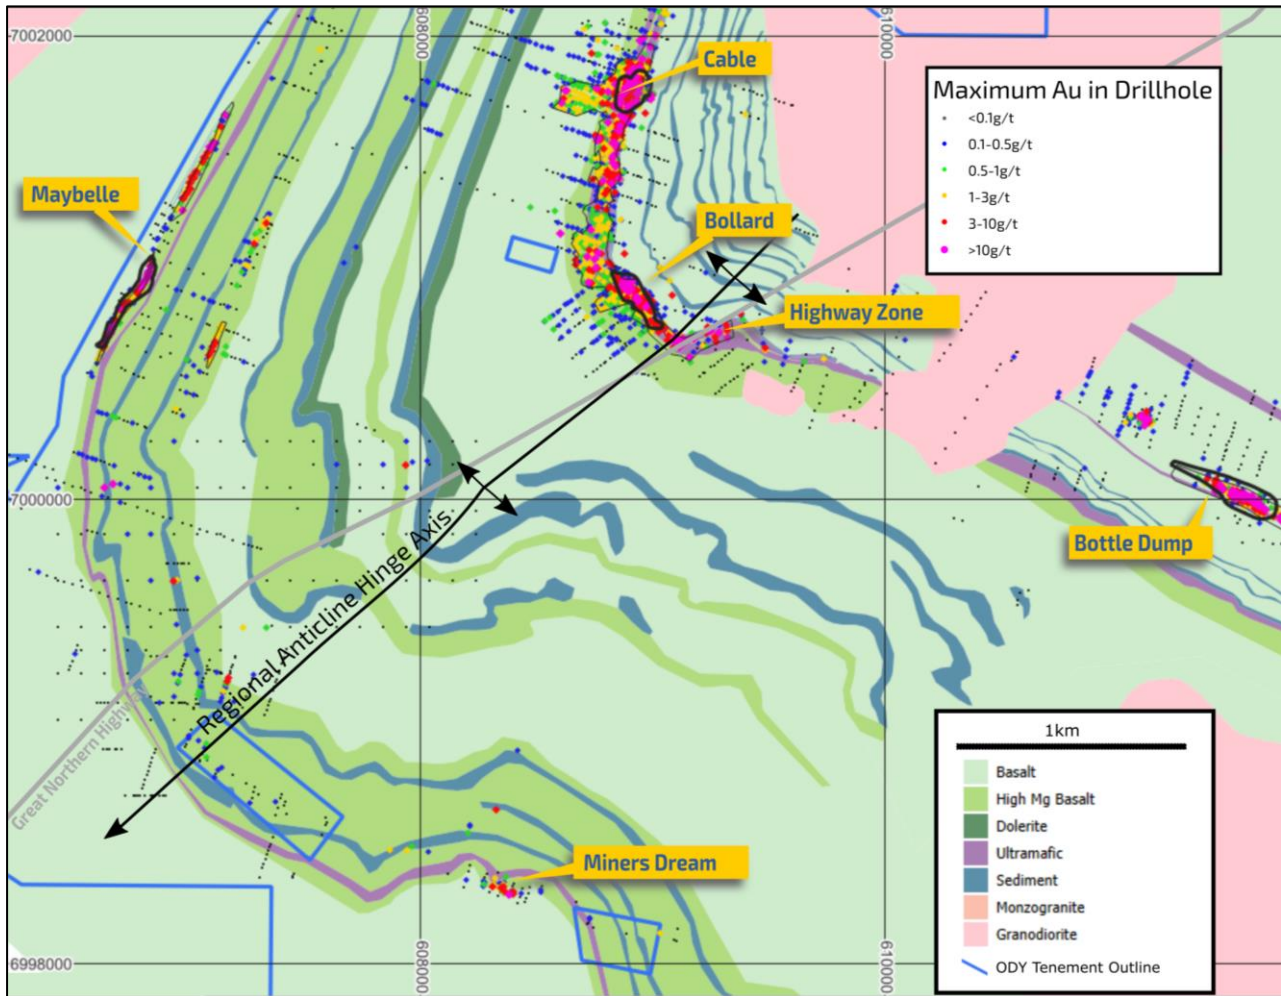 7002000
608000
610000
Cable
Maximum Au in Drillhole
<0.1g/t
0.1-0.5g/t
0.5-1g/t
1-3g/t
3-10g/t
>10g/t
Maybelle
Bollard
Highway Zone
7000000
Bottle Dump
Regional Anticline Hinge Axis
Great Northern Highway
1km
Basalt
High Mg Basalt
Dolerite
Ultramafic
Sediment
Monzogranite
Granodiorite
ODY Tenement Outline
Miners Dream
6998000
608000
610000